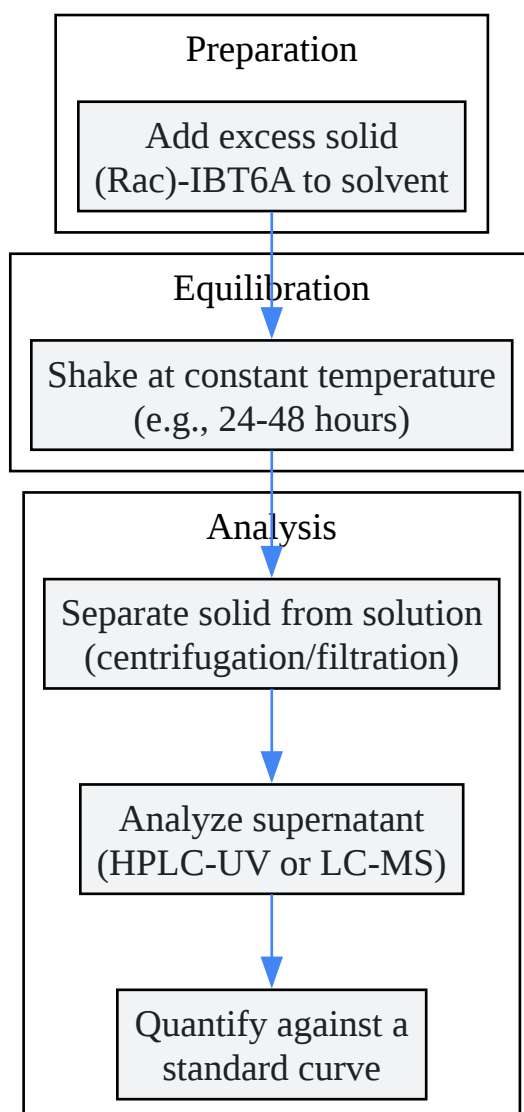 Preparation
Add excess solid
(Rac)-IBT6A to solvent
Equilibration
Shake at constant temperature
(e.g., 24-48 hours)
Analysis
Separate solid from solution
(centrifugation/filtration)
Analyze supernatant
(HPLC-UV or LC-MS)
Quantify against a
standard curve